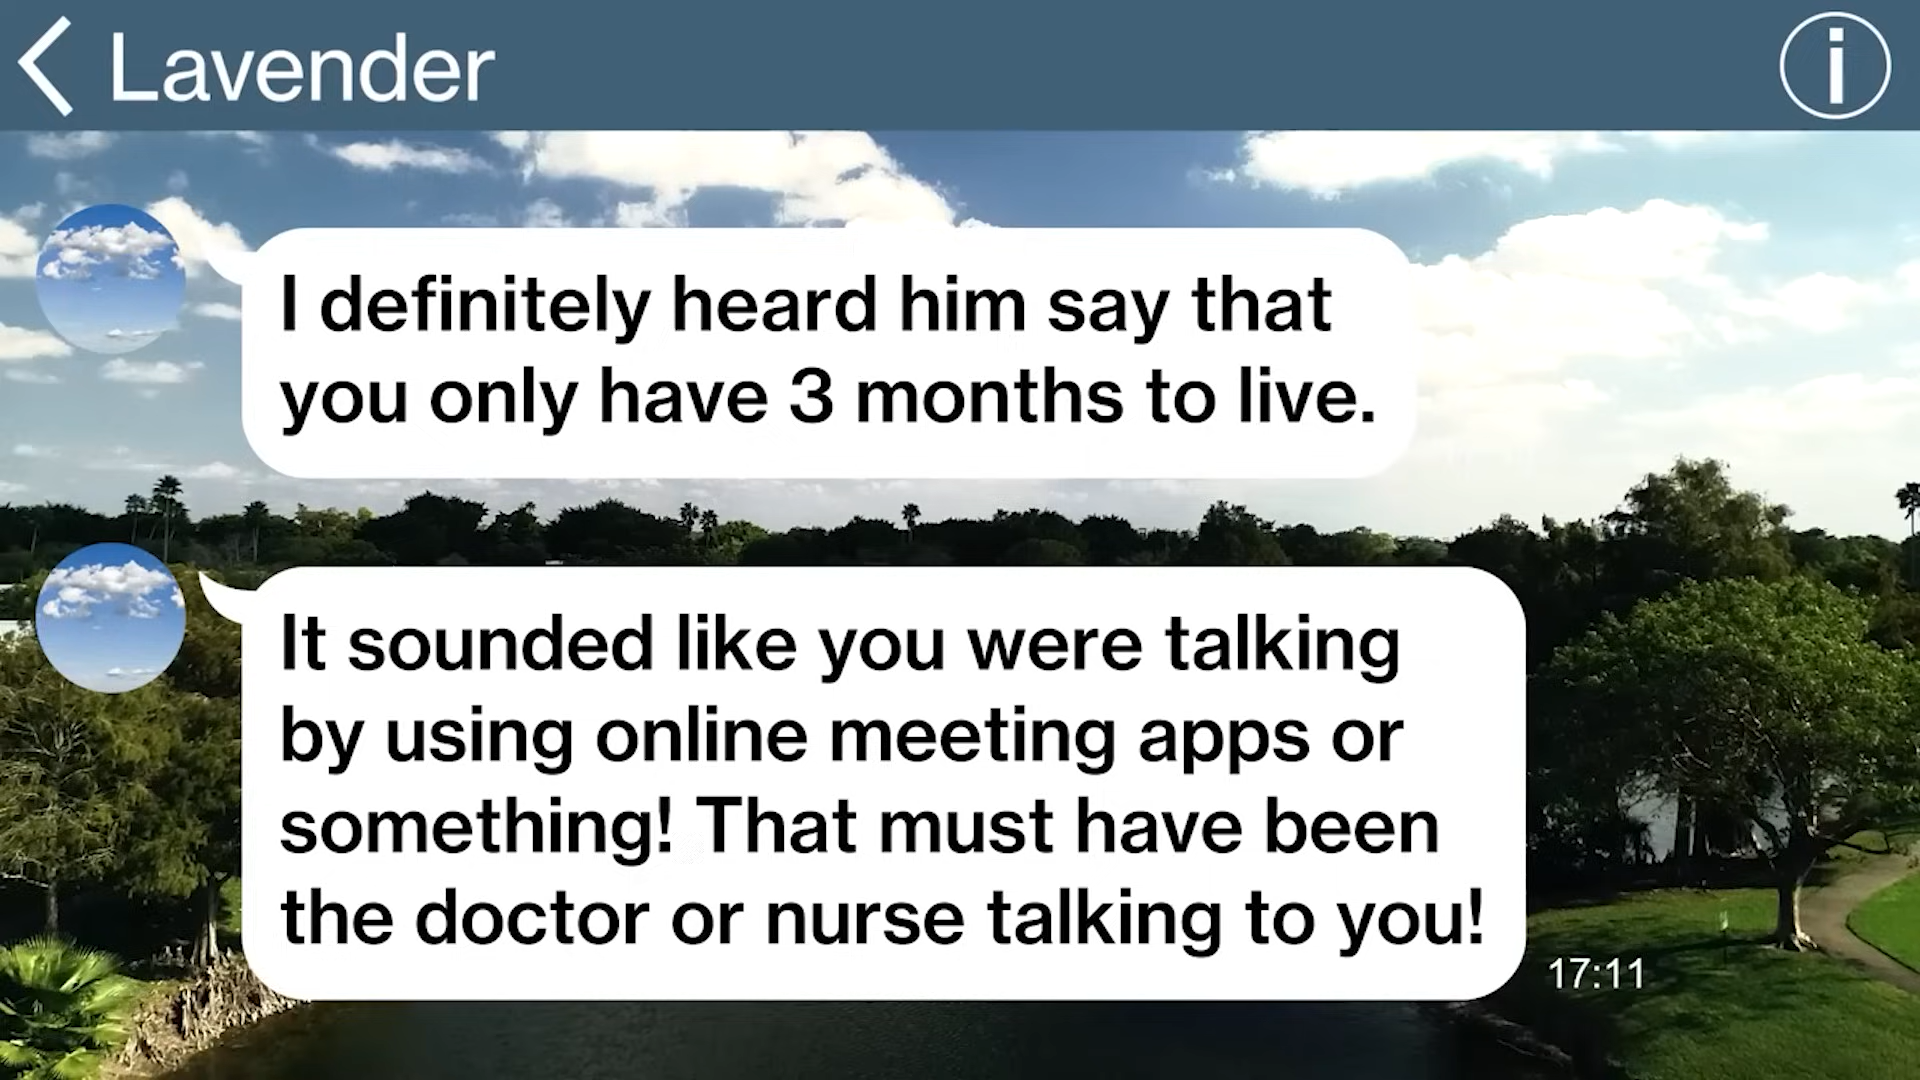 Lavender
I definitely heard him say that
you only have 3 months to live.
It sounded like you were talking
by using online meeting apps or
something! That must have been
the doctor or nurse talking to you!
17:11